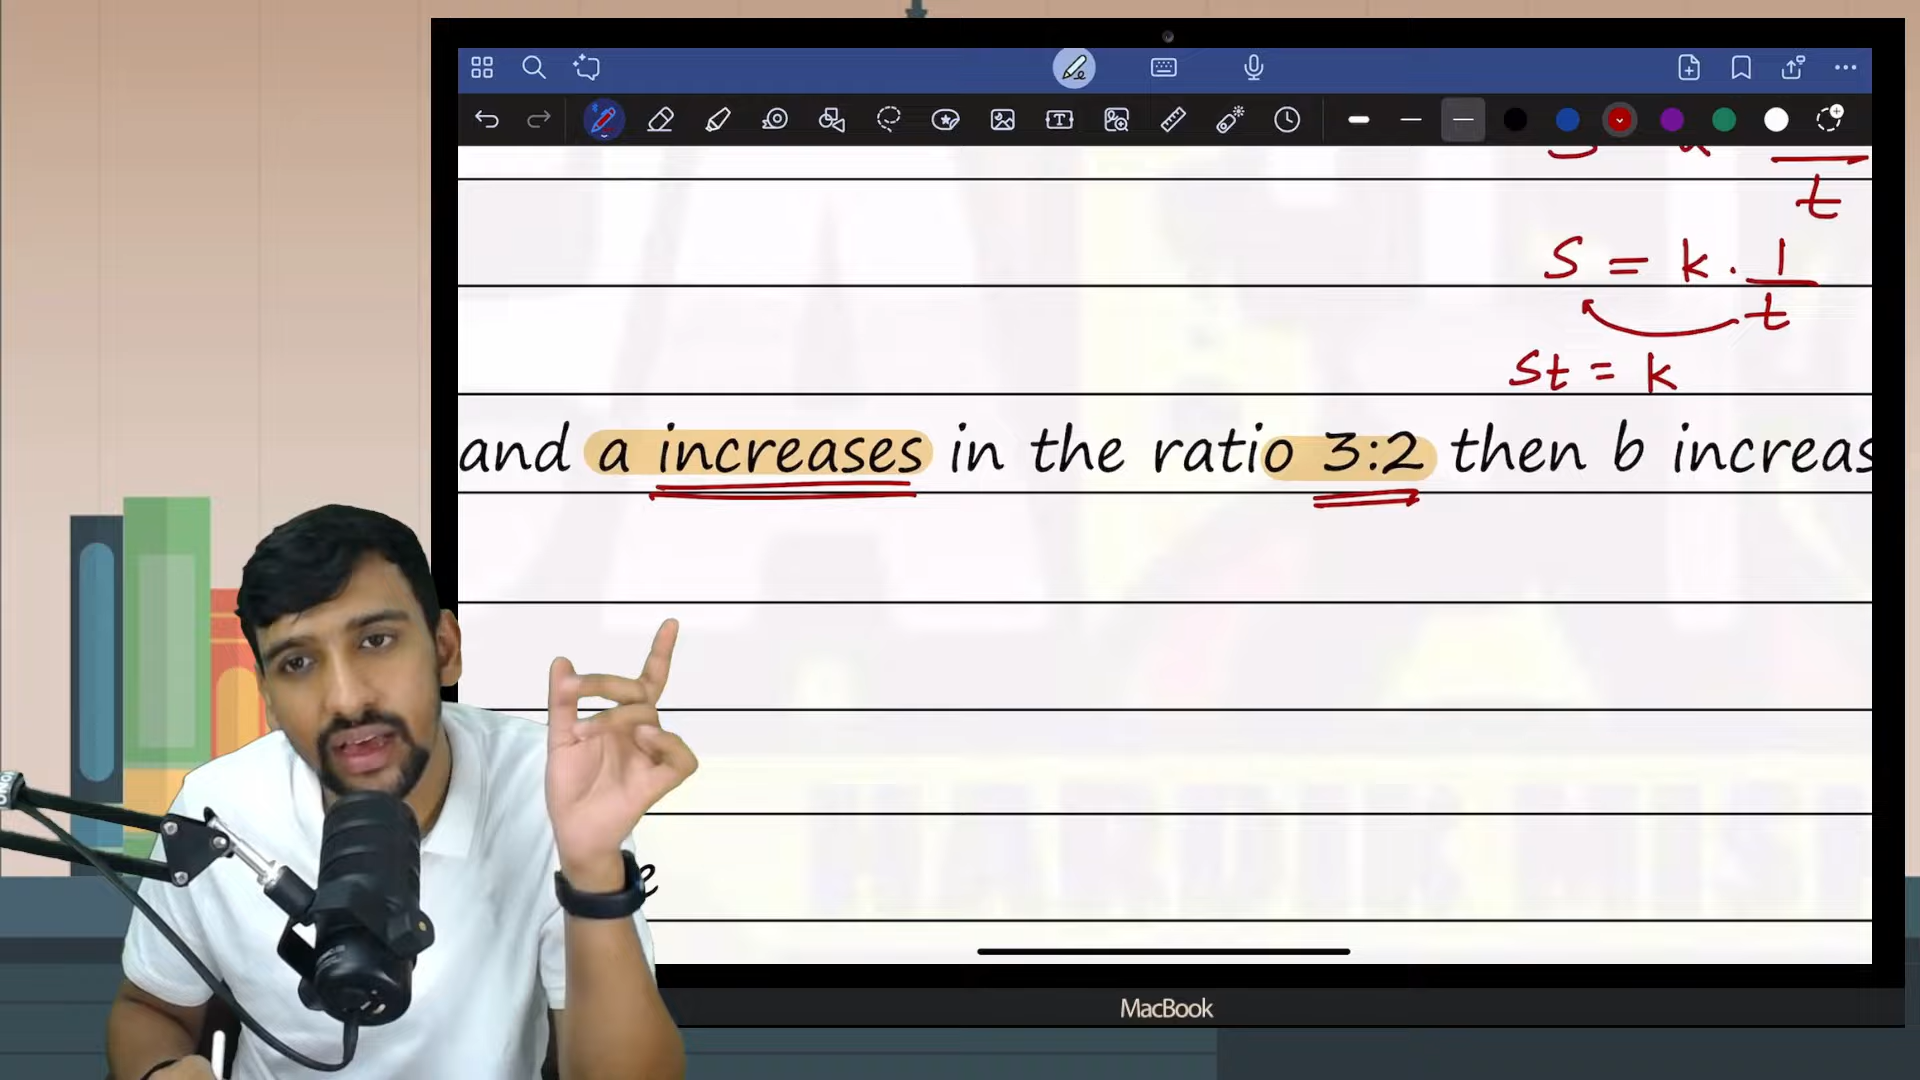 t
S = k · 1
t
St = k
and a increases in the ratio 3:2 then b increas
e
MacBook